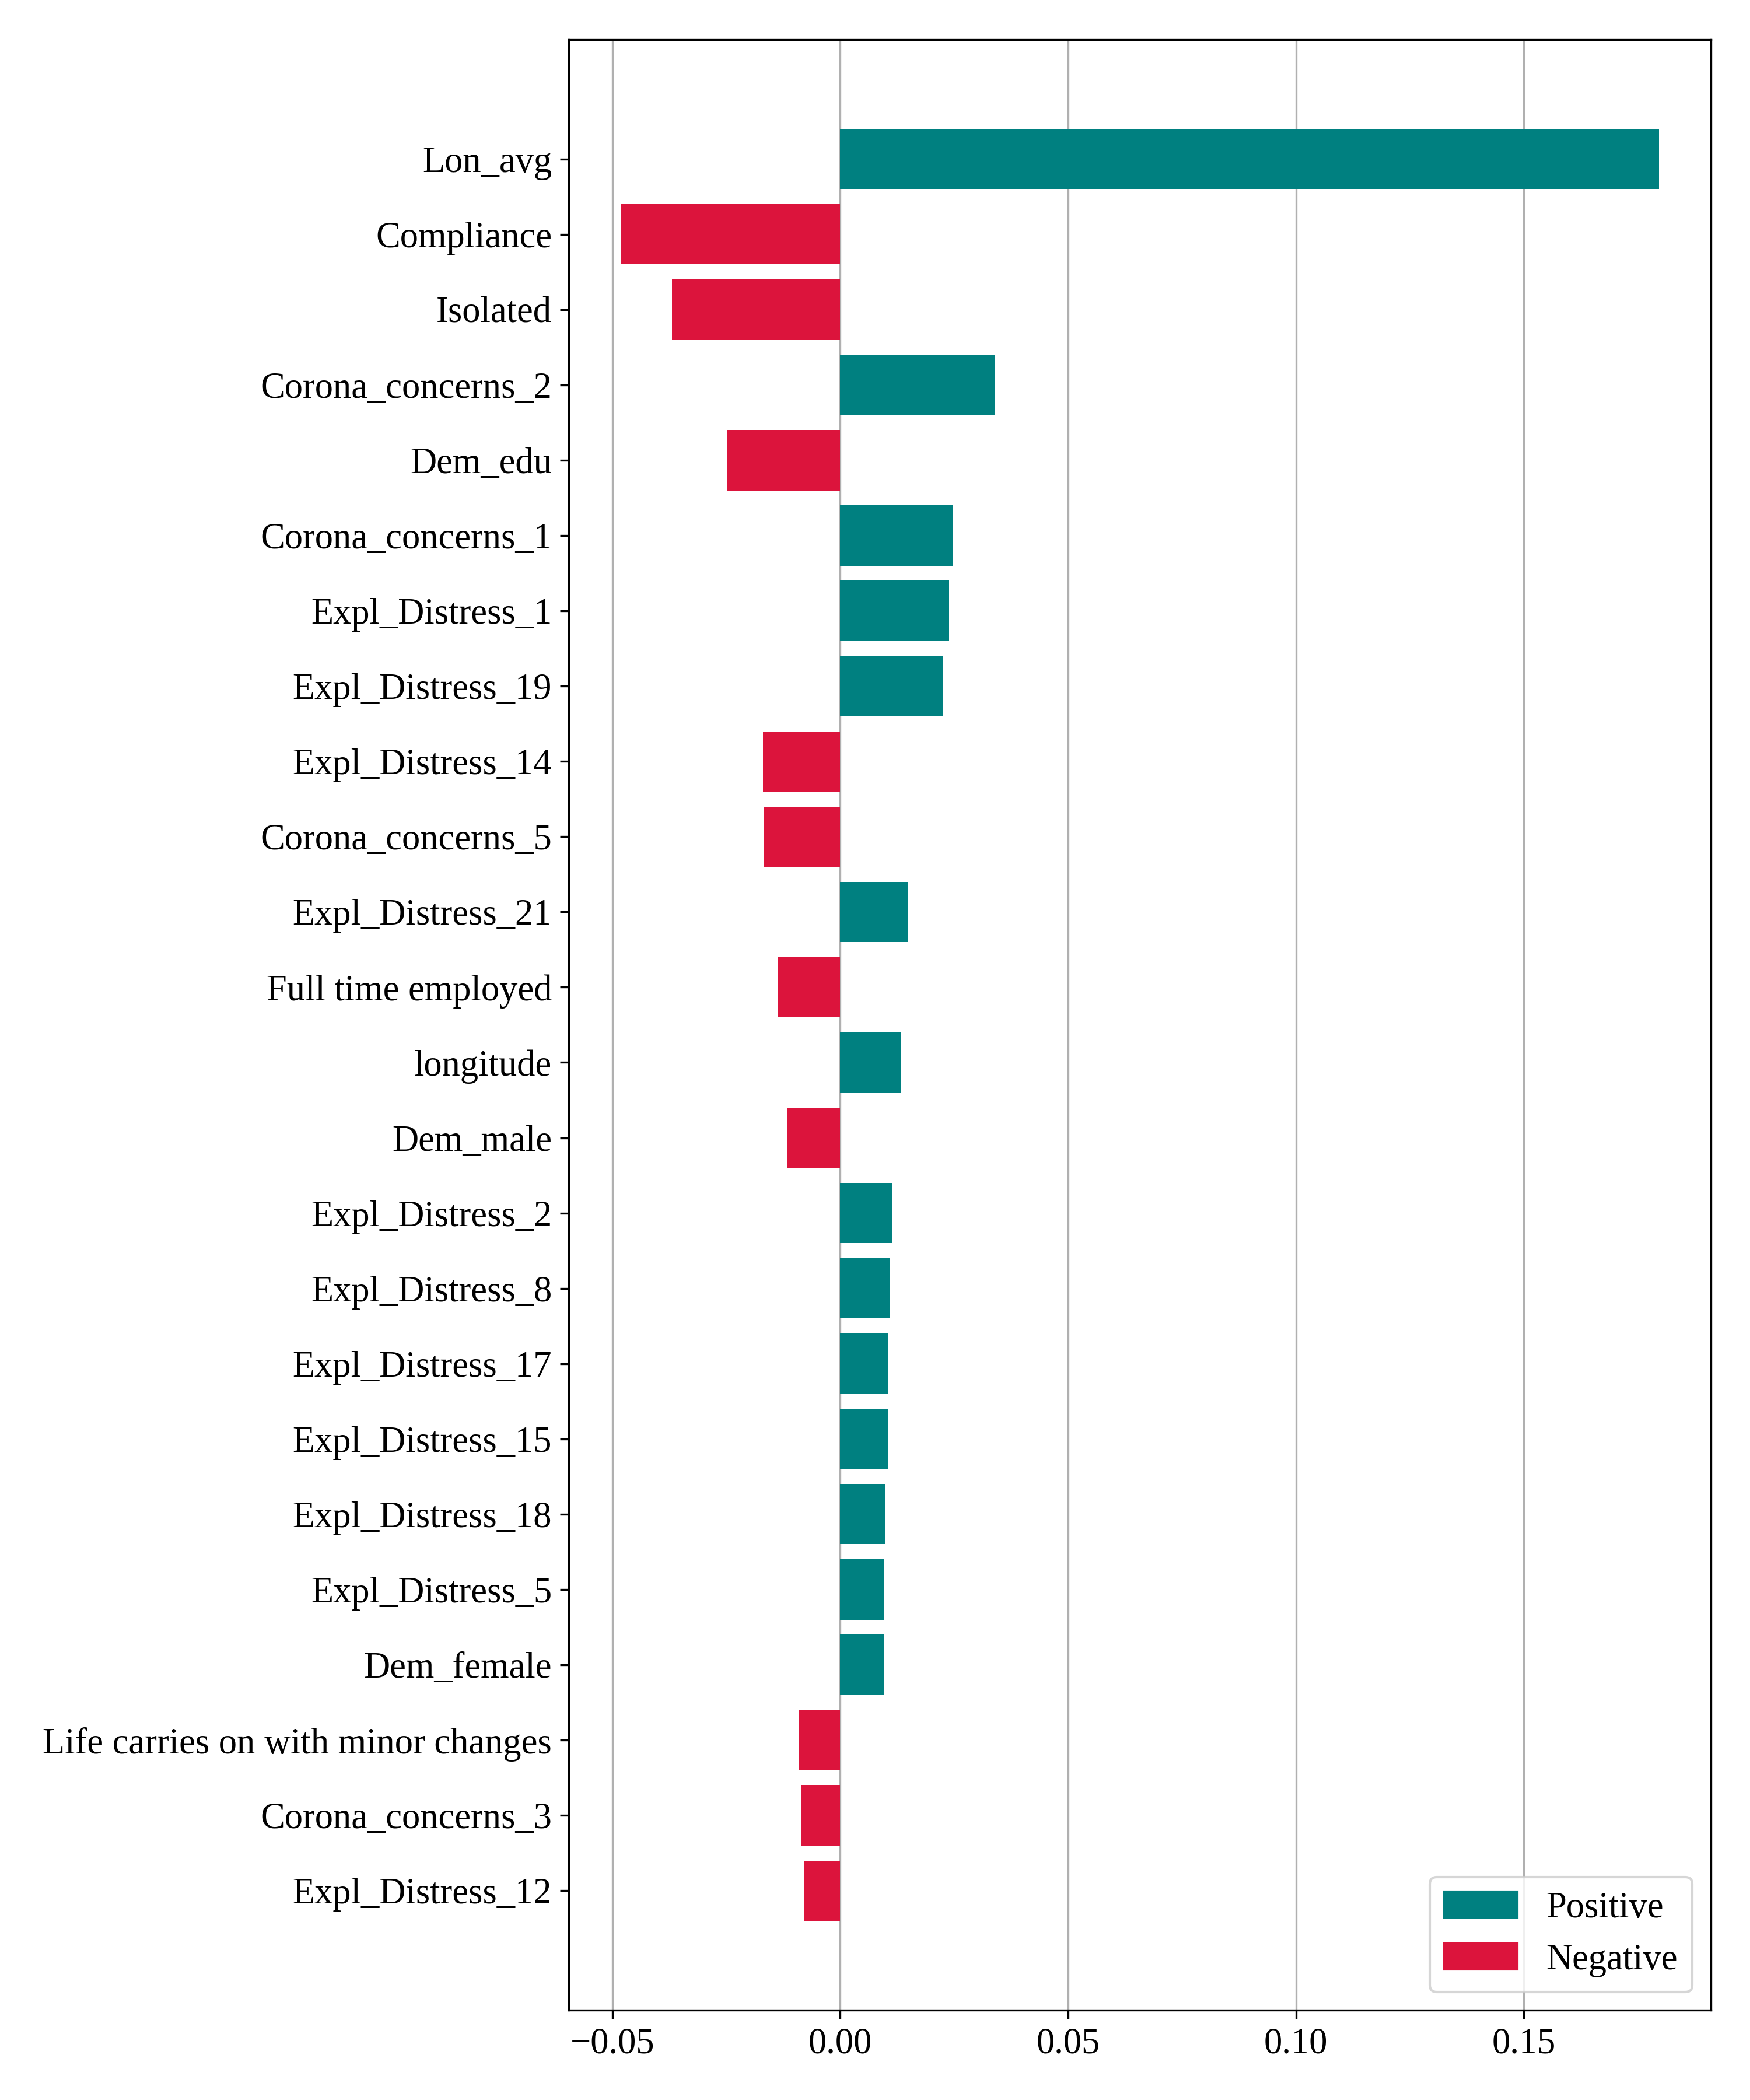 Lon_avg
Compliance
Isolated
Corona_concerns_2
Dem_edu
Corona_concerns_1
Expl_Distress_1
Expl_Distress_19
Expl_Distress_14
Corona_concerns_5
Expl_Distress_21
Full time employed
longitude
Dem_male
Expl_Distress_2
Expl_Distress_8
Expl_Distress_17
Expl_Distress_15
Expl_Distress_18
Expl_Distress_5
Dem_female
Life carries on with minor changes
Corona_concerns_3
Expl_Distress_12
Positive
Negative
−0.05 0.00 0.05 0.10 0.15